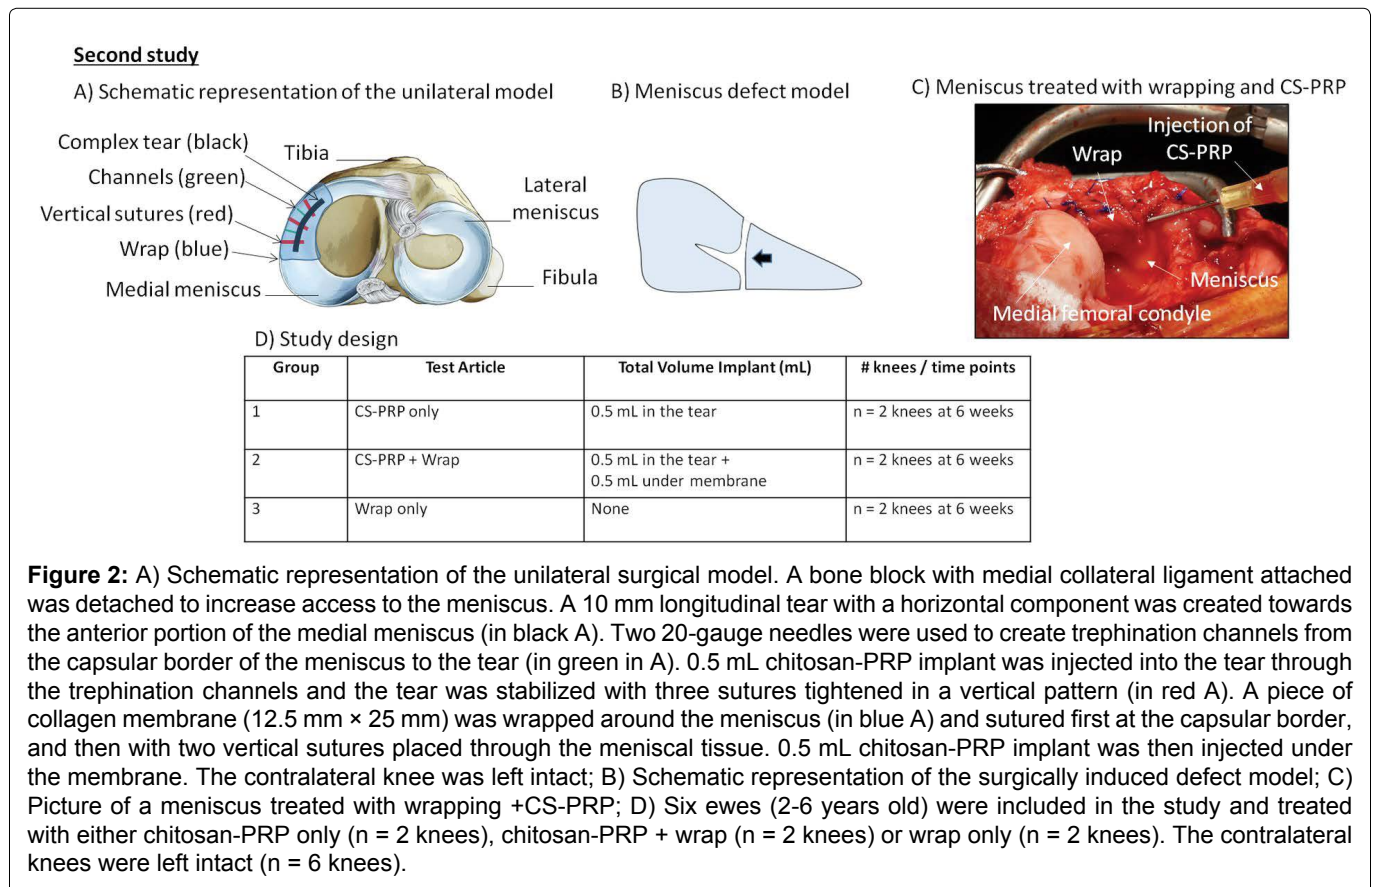 Second study
A) Schematic representation of the unilateral model
B) Meniscus defect model
C) Meniscus treated with wrapping and CS-PRP
Complex tear (black)
Channels (green)
Vertical sutures (red)
Wrap (blue)
Medial meniscus
Tibia
Lateral
meniscus
Fibula
Injection of
CS-PRP
Wrap
Meniscus
Medial femoral condyle
D) Study design
Group Test Article Total Volume Implant (mL) # knees / time points
1 CS-PRP only 0.5 mL in the tear n = 2 knees at 6 weeks
2 CS-PRP + Wrap 0.5 mL in the tear + n = 2 knees at 6 weeks
0.5 mL under membrane
3 Wrap only None n = 2 knees at 6 weeks
Figure 2: A) Schematic representation of the unilateral surgical model. A bone block with medial collateral ligament attached
was detached to increase access to the meniscus. A 10 mm longitudinal tear with a horizontal component was created towards
the anterior portion of the medial meniscus (in black A). Two 20-gauge needles were used to create trephination channels from
the capsular border of the meniscus to the tear (in green in A). 0.5 mL chitosan-PRP implant was injected into the tear through
the trephination channels and the tear was stabilized with three sutures tightened in a vertical pattern (in red A). A piece of
collagen membrane (12.5 mm × 25 mm) was wrapped around the meniscus (in blue A) and sutured first at the capsular border,
and then with two vertical sutures placed through the meniscal tissue. 0.5 mL chitosan-PRP implant was then injected under
the membrane. The contralateral knee was left intact; B) Schematic representation of the surgically induced defect model; C)
Picture of a meniscus treated with wrapping +CS-PRP; D) Six ewes (2-6 years old) were included in the study and treated
with either chitosan-PRP only (n = 2 knees), chitosan-PRP + wrap (n = 2 knees) or wrap only (n = 2 knees). The contralateral
knees were left intact (n = 6 knees).